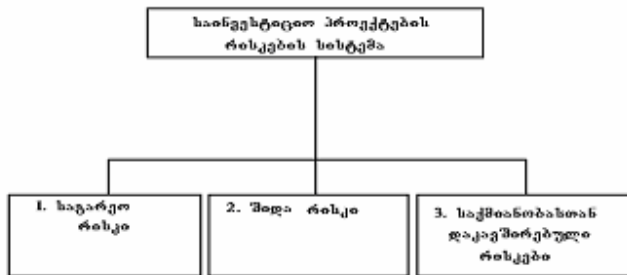 საინვესტიციო პროექტების
რისკების სისტემა
1. საგარეო
რისკი
2. შიდა რისკი
3. საქმიანობასთან
დაკავშირებული
რისკები